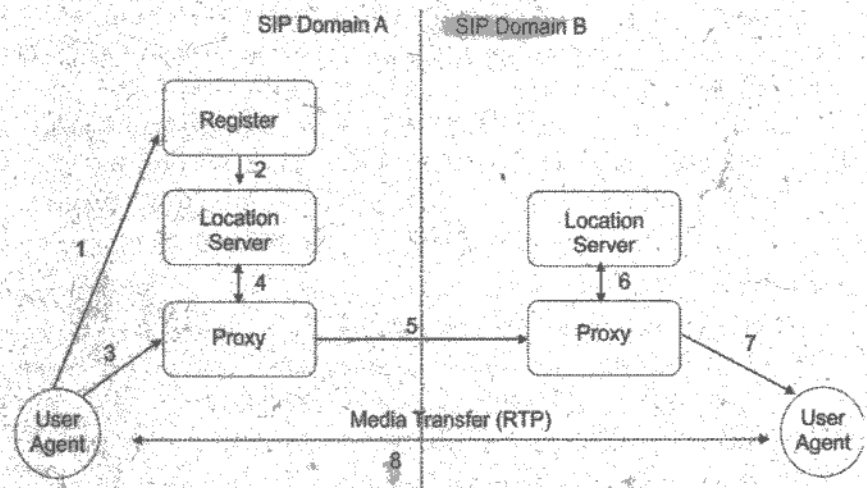 SIP Domain A
SIP Domain B
Register
2
Location
Server
Location
Server
1
4
6
Proxy
5
Proxy
3
7
User
Agent
Media Transfer (RTP)
User
Agent
8